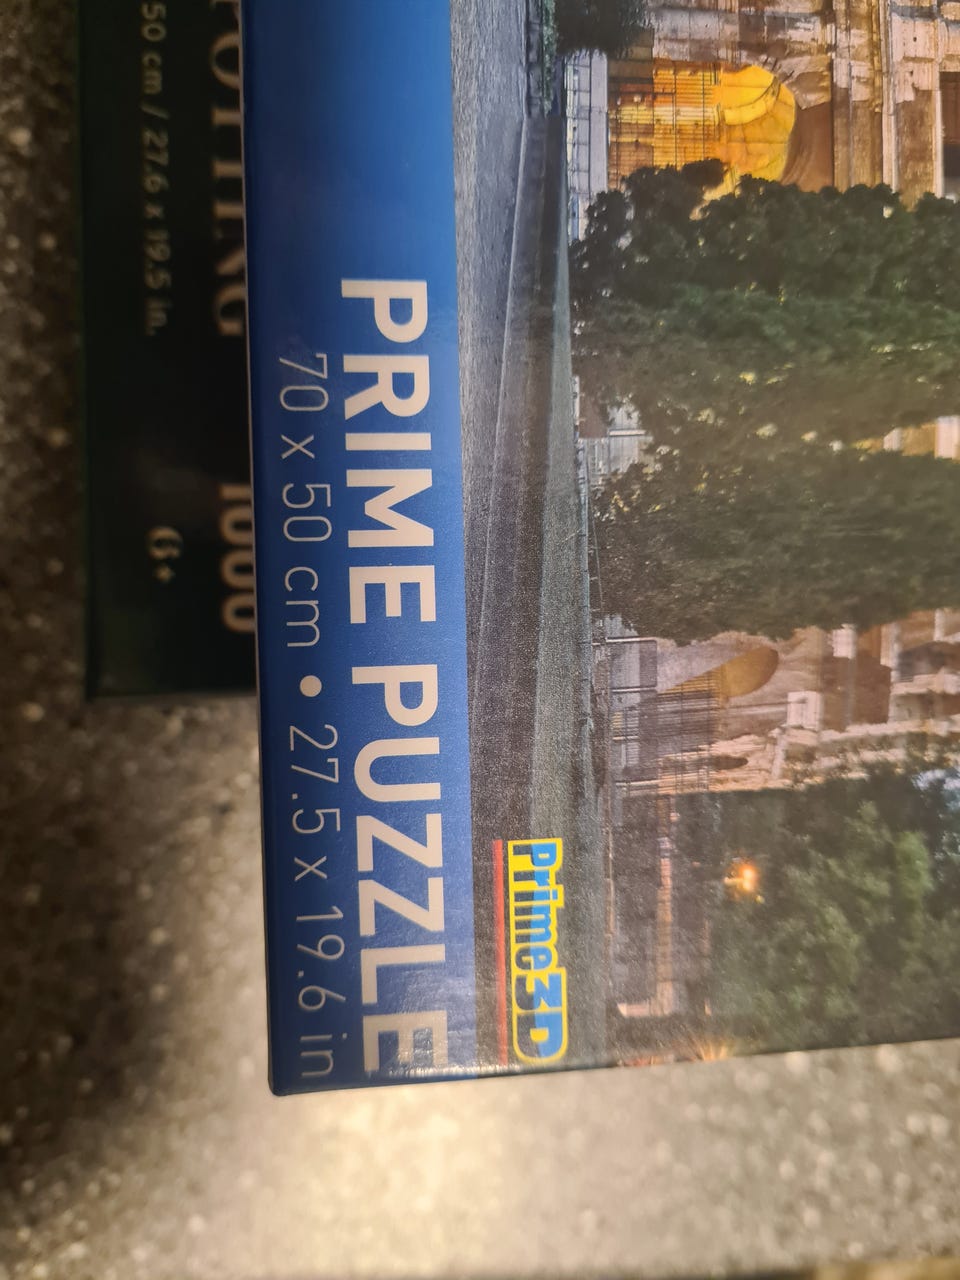 PRIME PUZZLE
70 x 50 cm • 27.5 x 19.6 in
Prime3D
1000
50 cm / 27.6 x 19.5 in.
6+